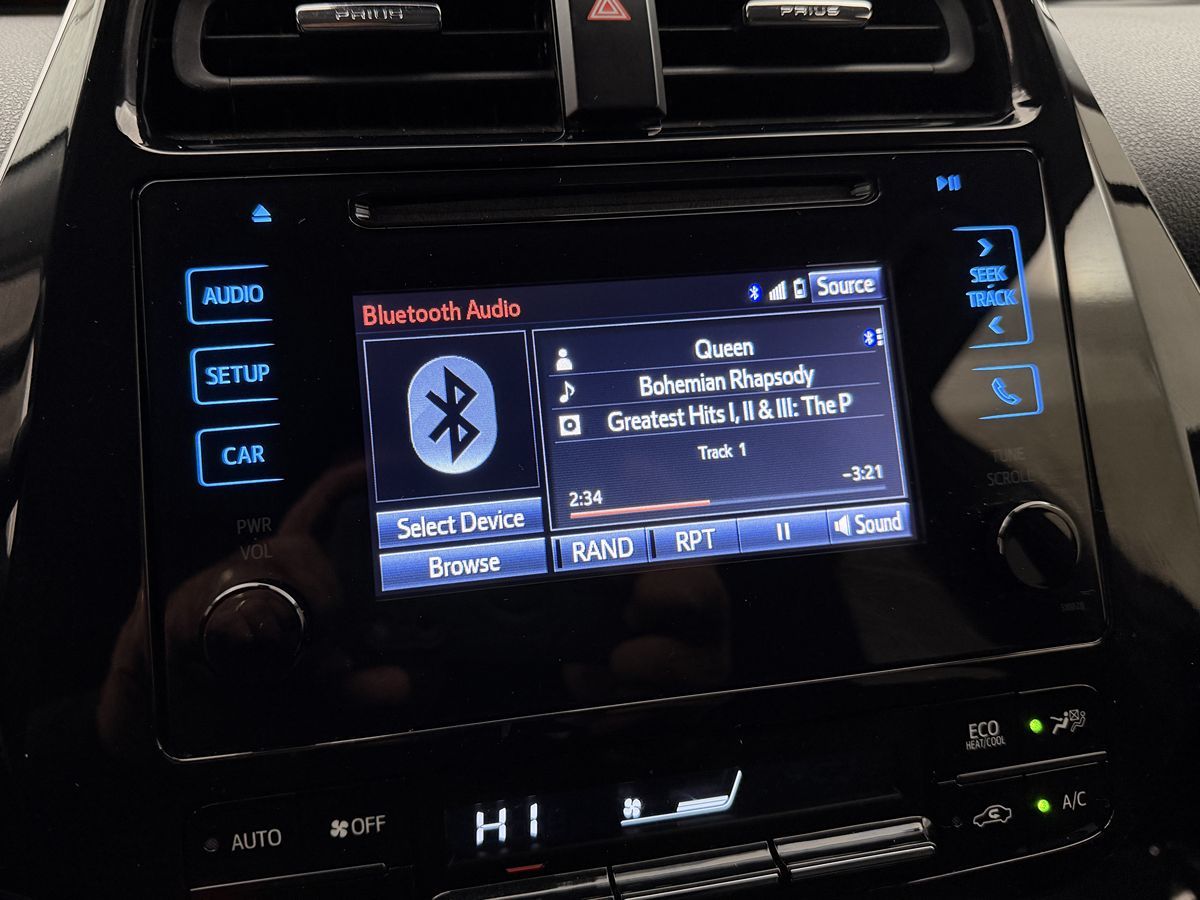 PRIUS
PRIUS
AUDIO
SETUP
CAR
PWR
VOL
SEEK
TRACK
TUNE
SCROLL
Bluetooth Audio
Source
Queen
Bohemian Rhapsody
Greatest Hits I, II & III: The P
Track 1
2:34
-3:21
Select Device
Browse
RAND
RPT
Sound
ECO
HEAT/COOL
AUTO
OFF
HI
A/C